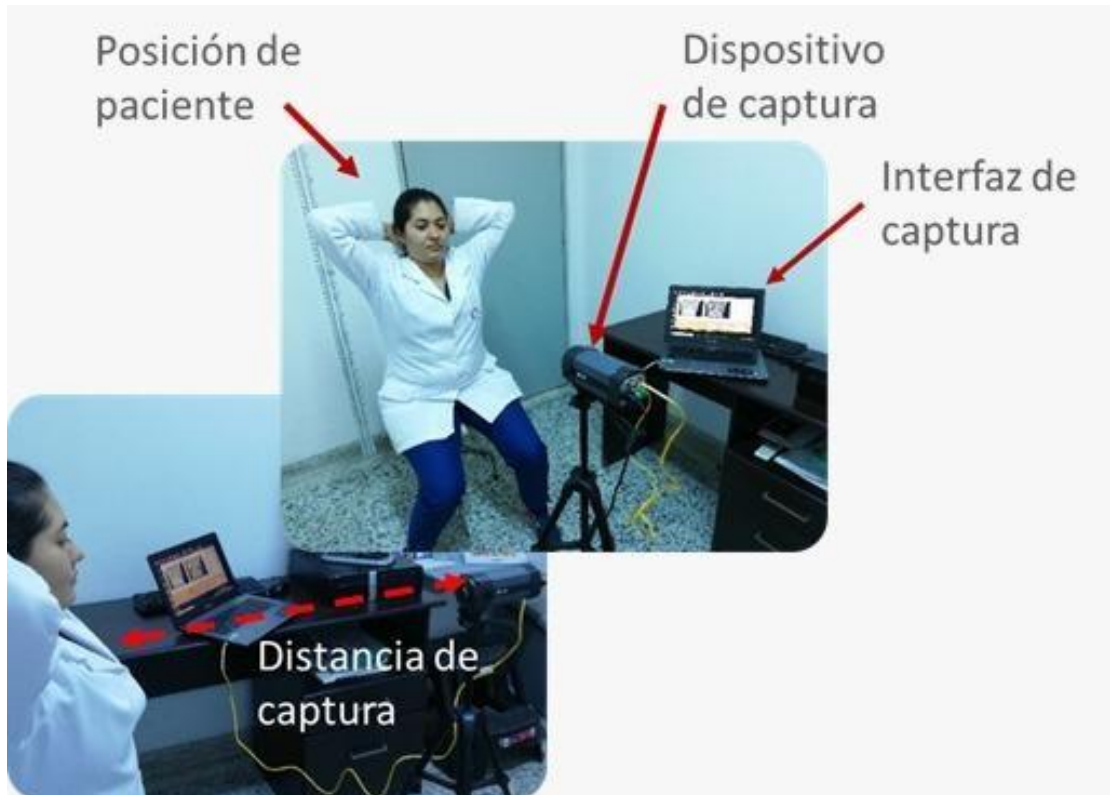 Posición de
paciente
Dispositivo
de captura
Interfaz de
captura
Distancia de
captura